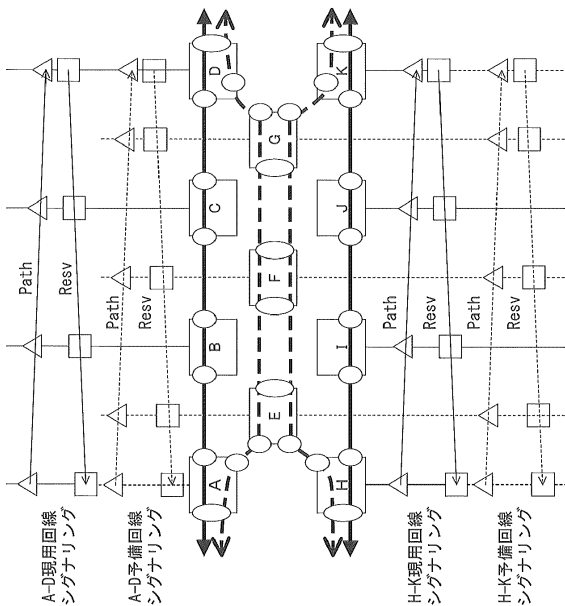 A-D現用回線
シグナリング
Path
Resv
A-D予備回線
シグナリング
Path
Resv
A
B
C
D
E
F
G
H
I
J
K
H-K現用回線
シグナリング
Path
Resv
H-K予備回線
シグナリング
Path
Resv